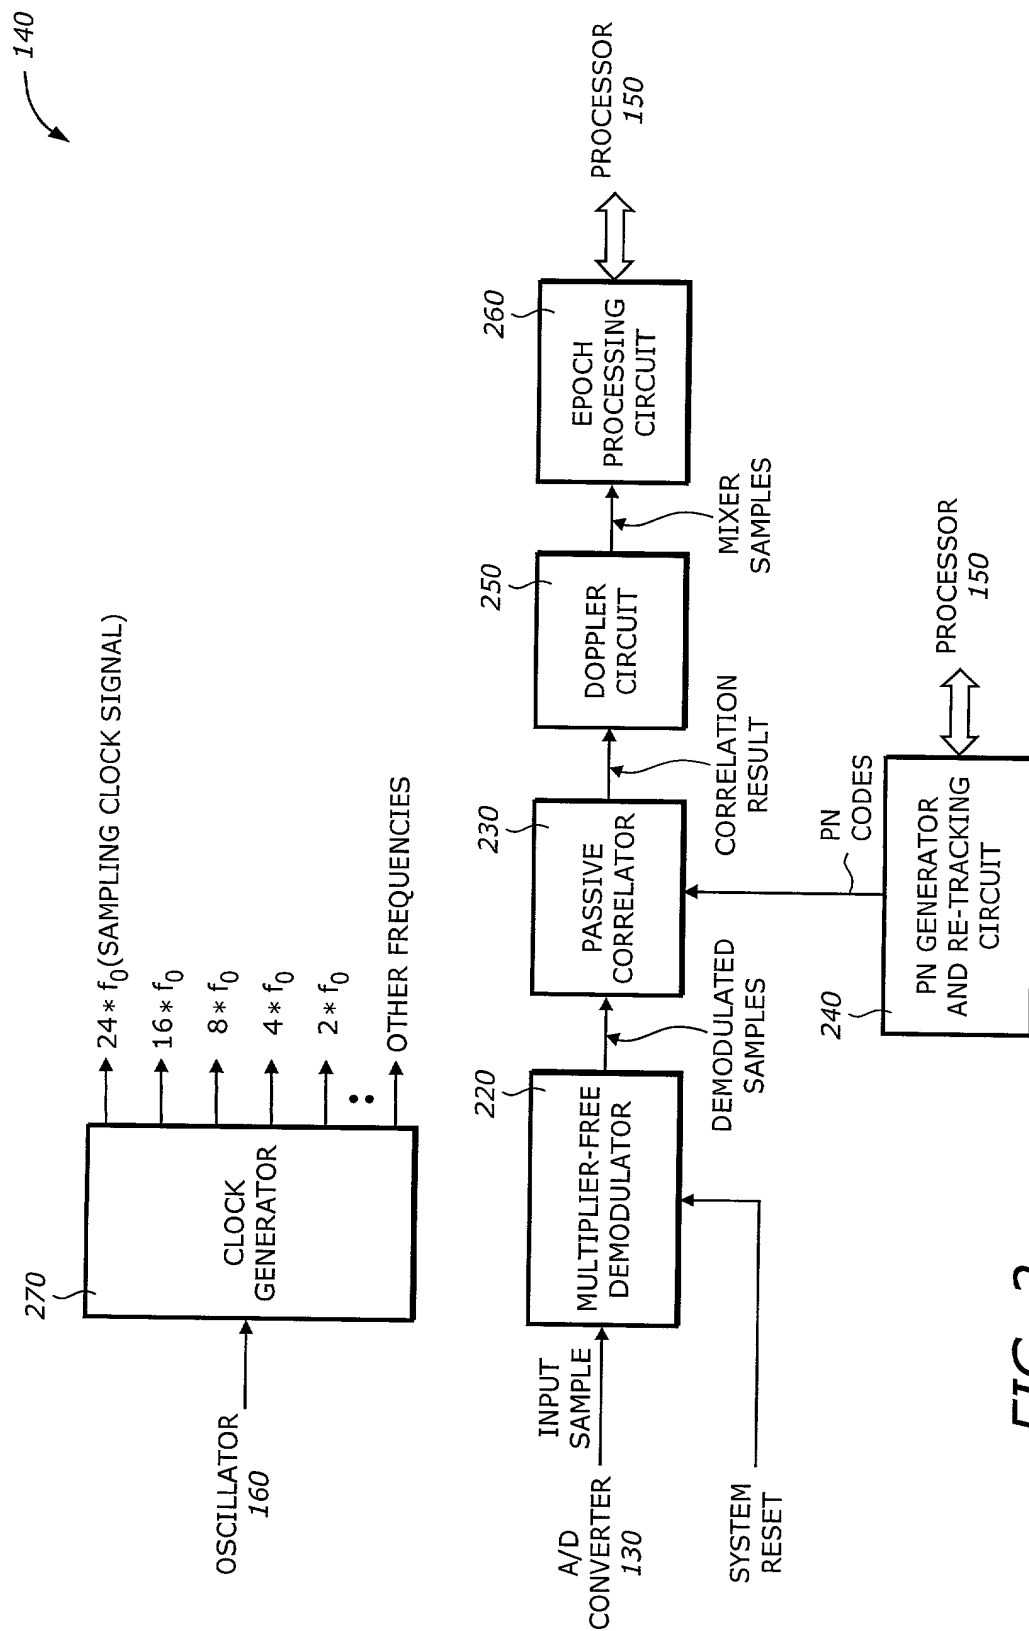 140
OSCILLATOR
160
270
CLOCK
GENERATOR
24 * f0 (SAMPLING CLOCK SIGNAL)
16 * f0
8 * f0
4 * f0
2 * f0
OTHER FREQUENCIES
A/D
CONVERTER
130
INPUT
SAMPLE
SYSTEM
RESET
220
MULTIPLIER-FREE
DEMODULATOR
DEMODULATED
SAMPLES
230
PASSIVE
CORRELATOR
CORRELATION
RESULT
250
DOPPLER
CIRCUIT
MIXER
SAMPLES
260
EPOCH
PROCESSING
CIRCUIT
PROCESSOR
150
240
PN GENERATOR
AND RE-TRACKING
CIRCUIT
PN
CODES
PROCESSOR
150